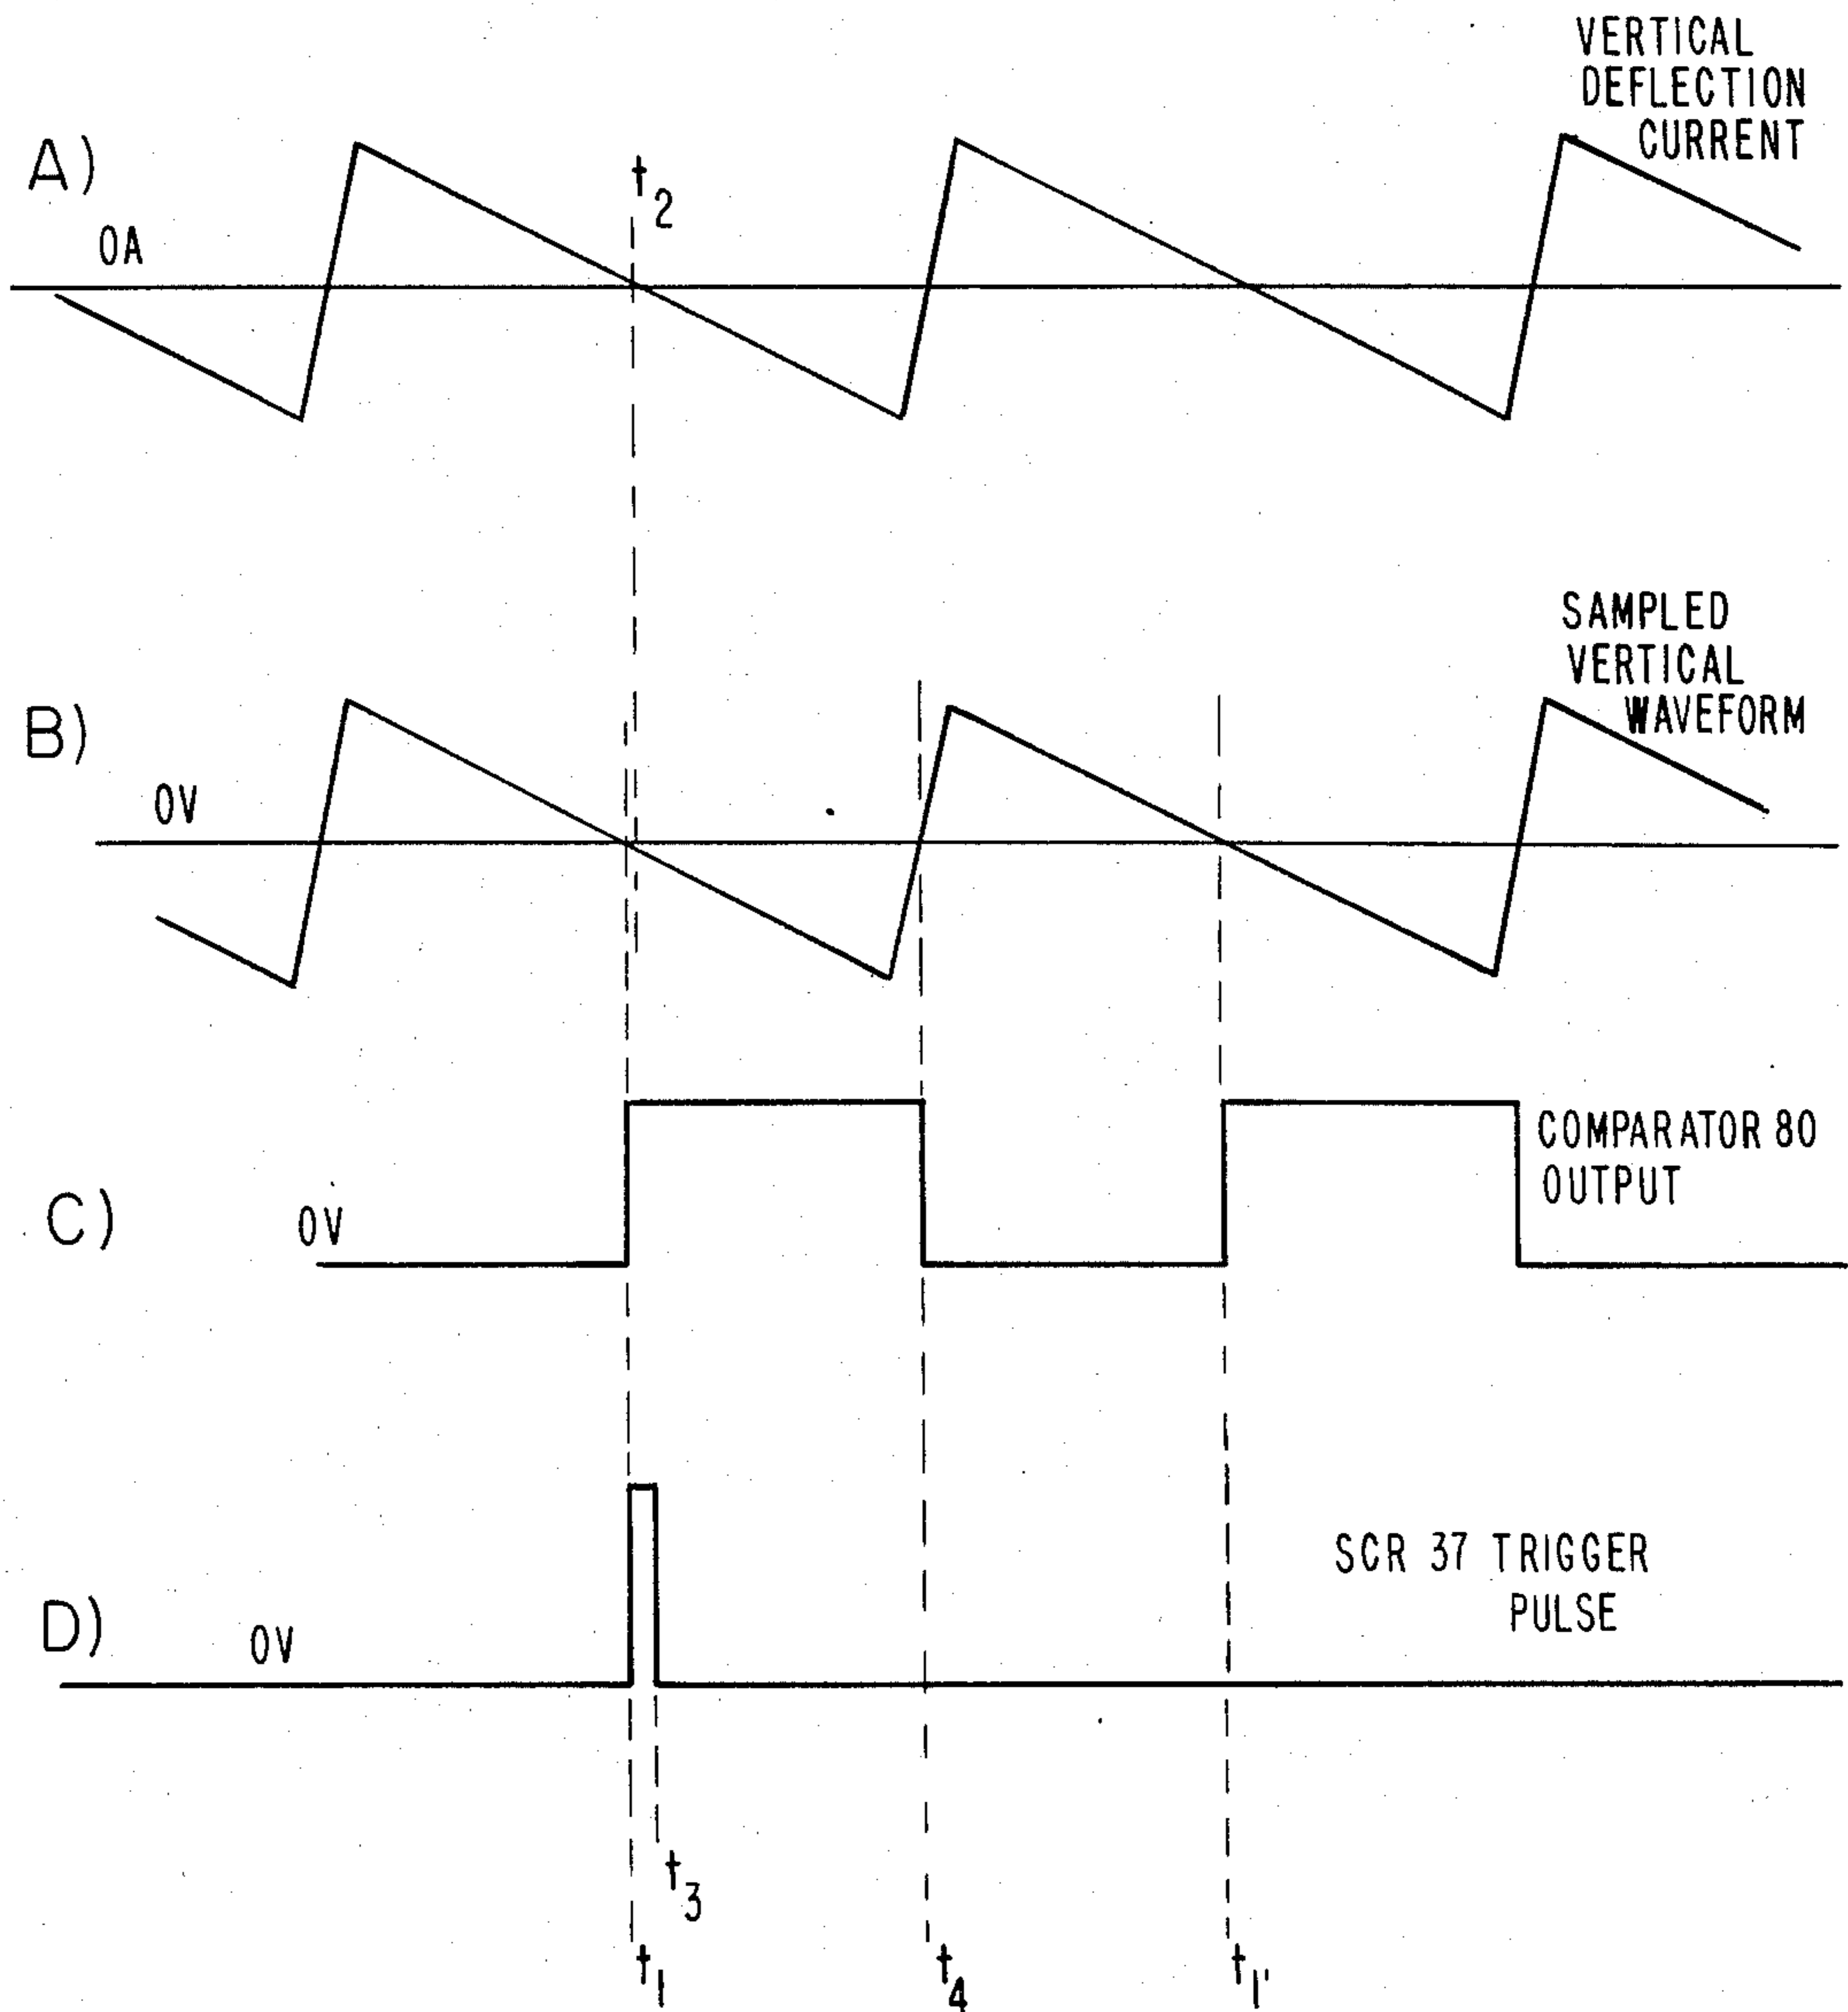 VERTICAL
DEFLECTION
CURRENT
A)
t2
0A
SAMPLED
VERTICAL
WAVEFORM
B)
0V
COMPARATOR 80
OUTPUT
C)
0V
SCR 37 TRIGGER
PULSE
D)
0V
t3
t1
t4
t1'